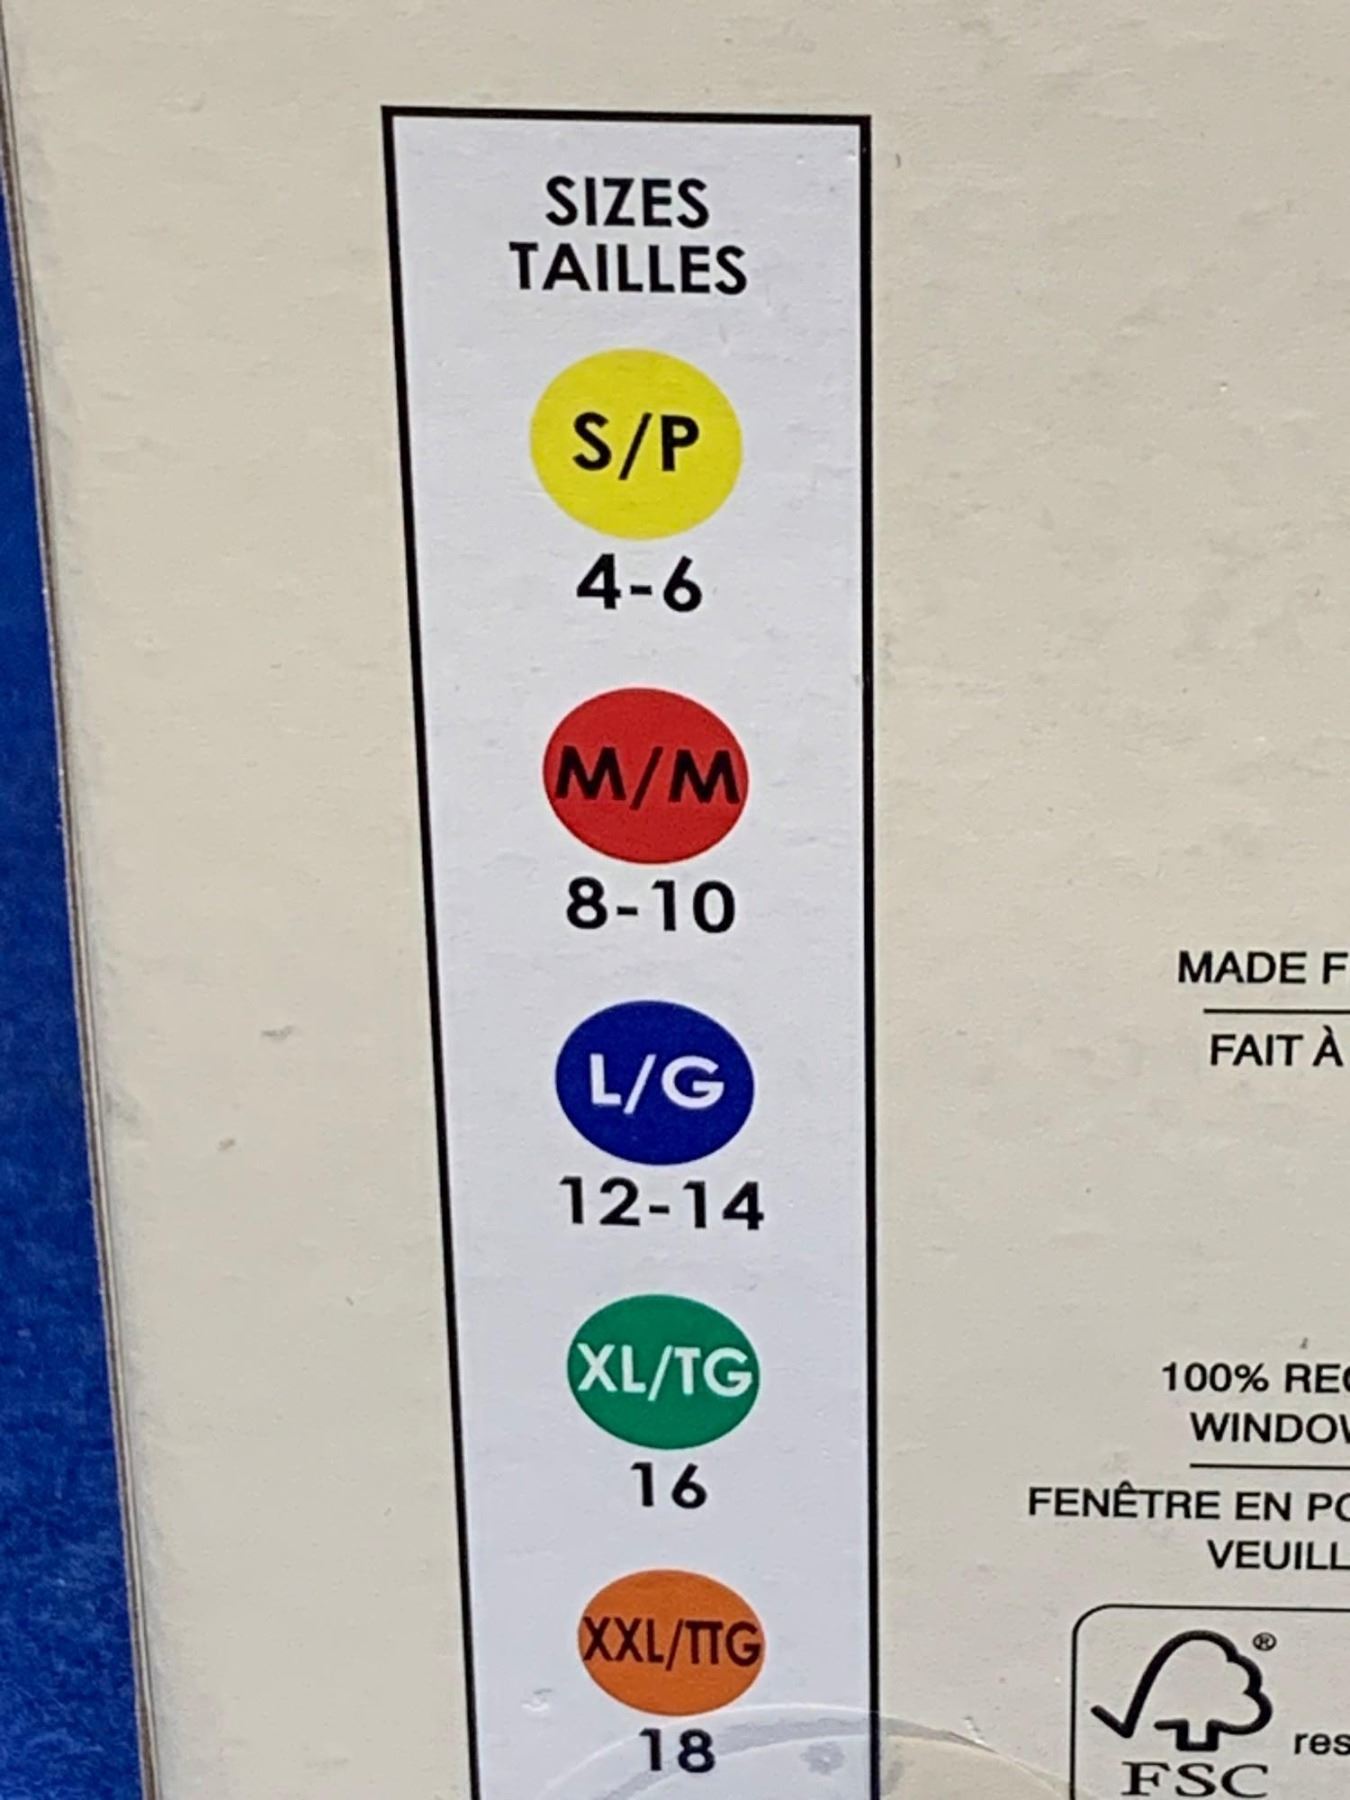 SIZES
TAILLES
S/P
4-6
M/M
8-10
L/G
12-14
XL/TG
16
XXL/TTG
18
MADE F
FAIT À
100% REC
WINDOW
FENÊTRE EN PO
VEUILL
®
FSC
res